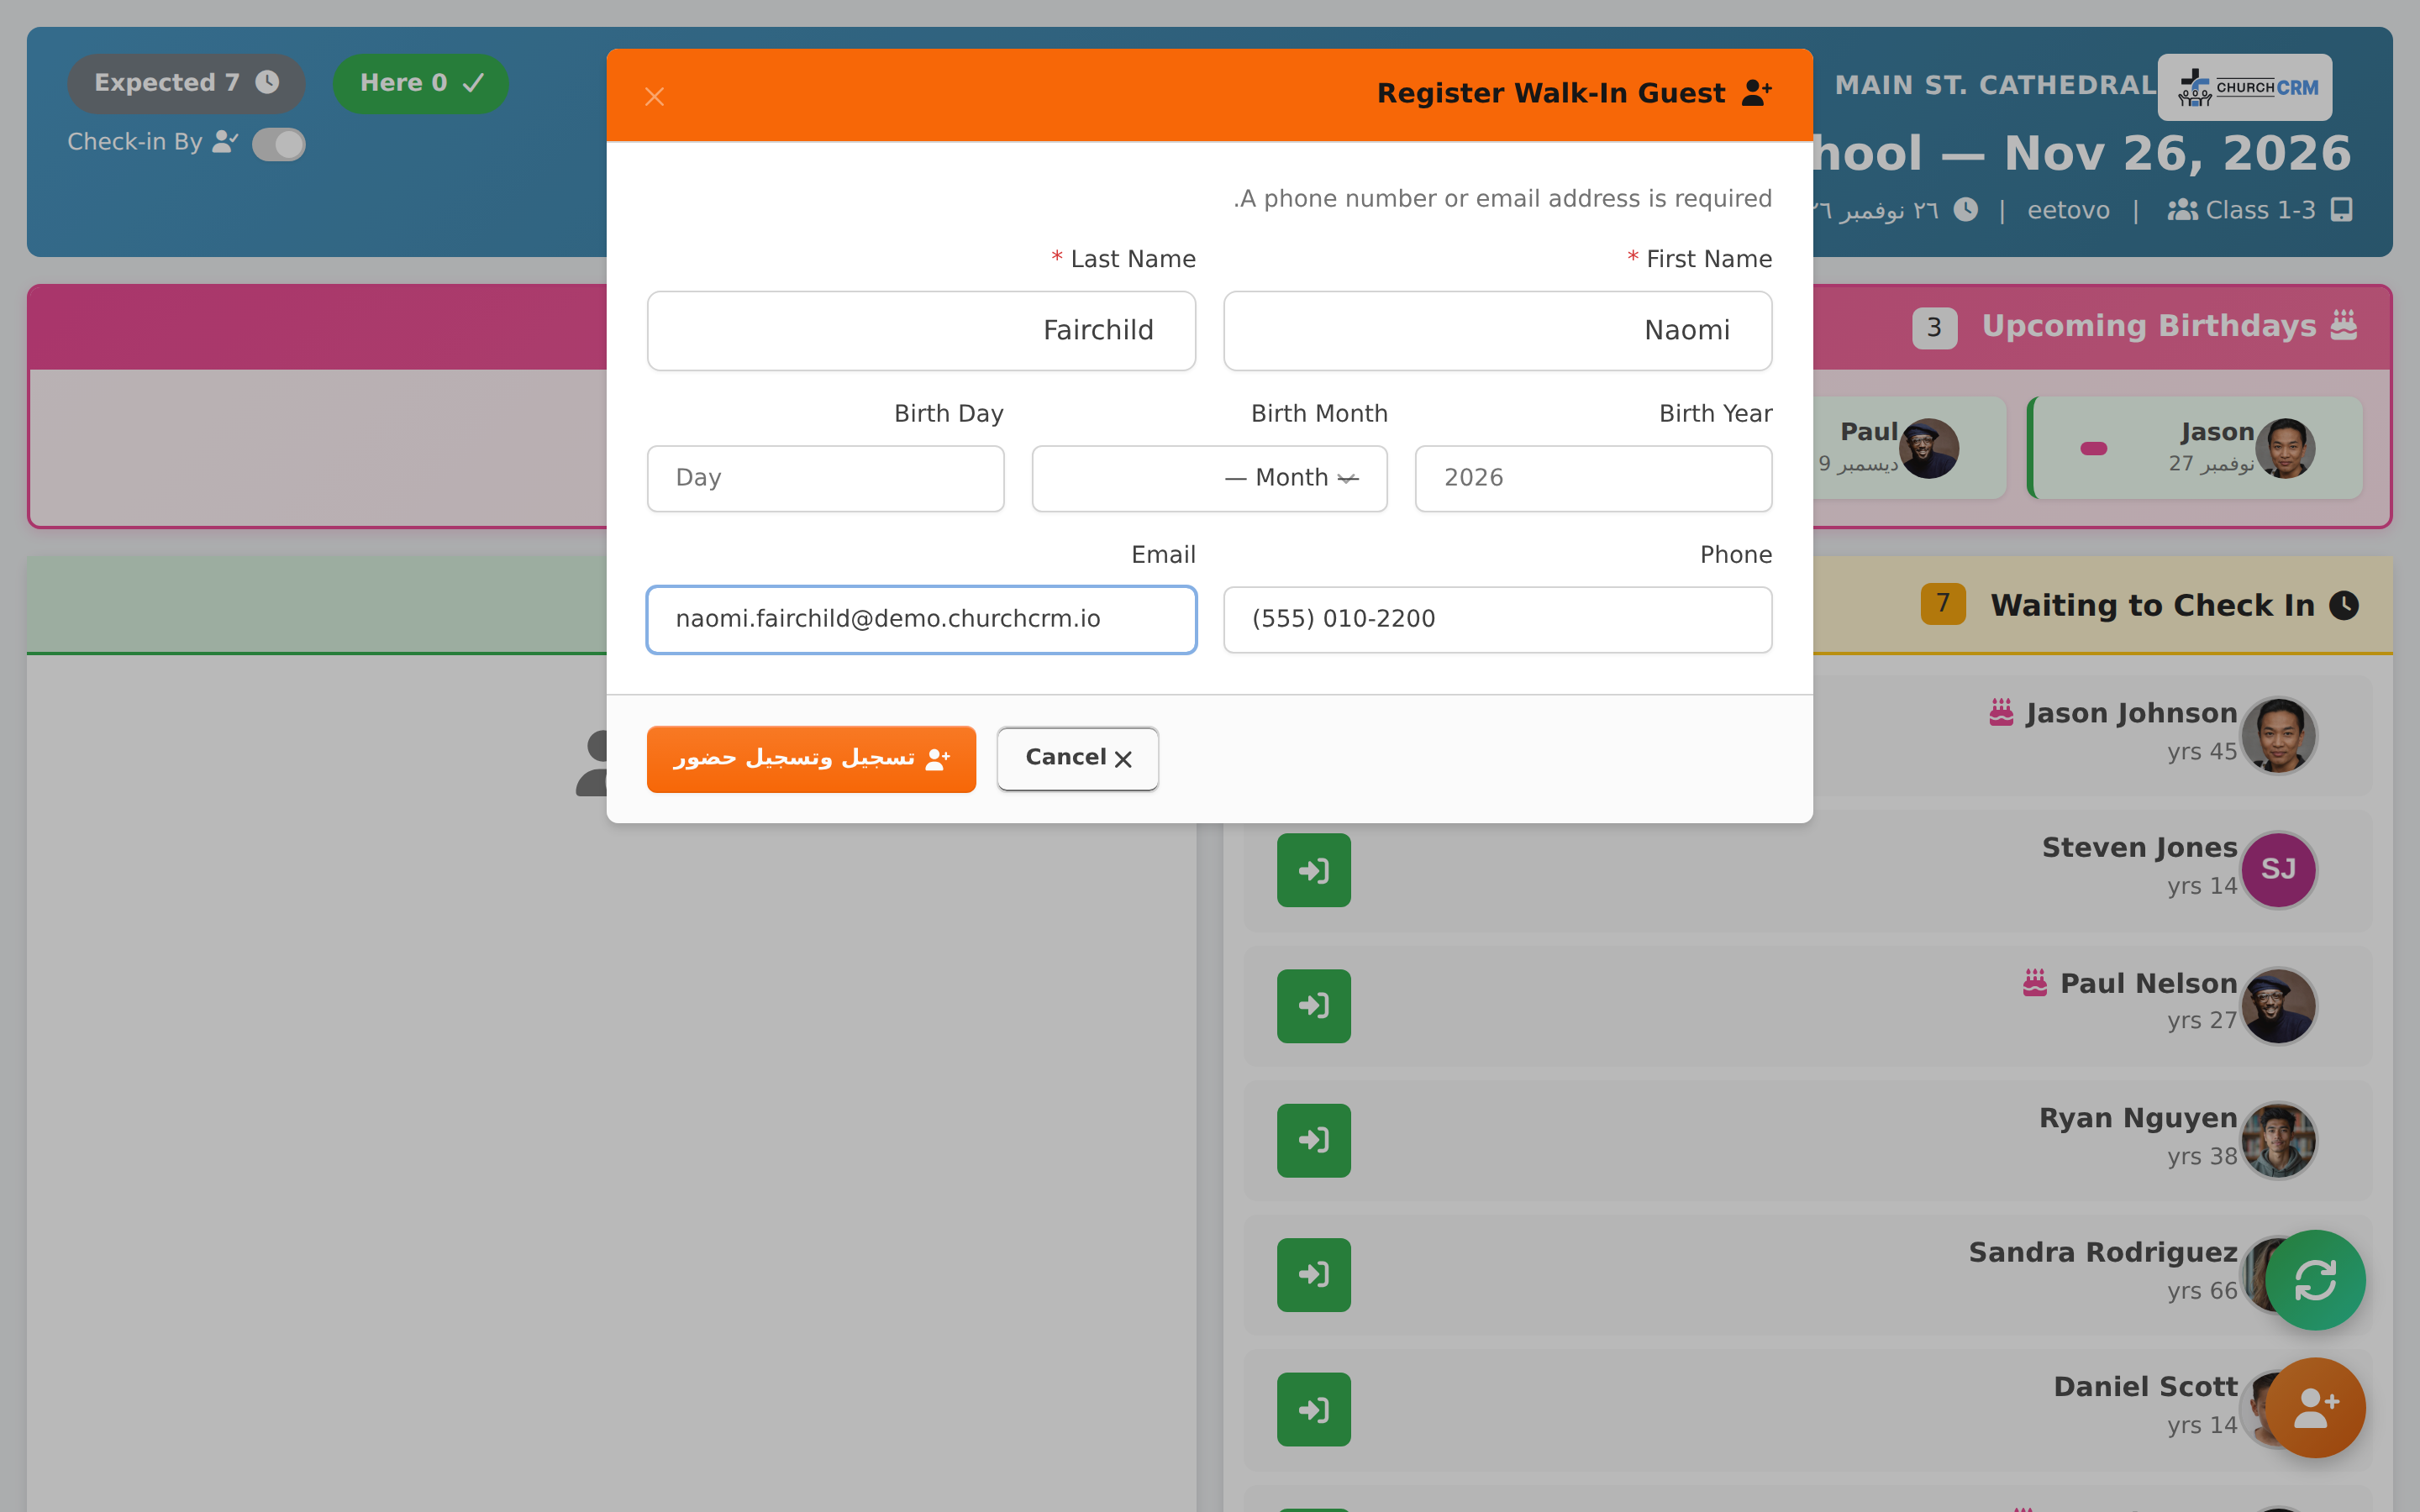 MAIN ST. CATHEDRAL
CHURCHCRM
hool — Nov 26, 2026
Class 1-3 | eetovo | ٢٦ نوفمبر
Expected 7
Here 0
Check-in By
Register Walk-In Guest
A phone number or email address is required.
First Name *
Last Name *
Naomi
Fairchild
Birth Year
Birth Month
Birth Day
2026
— Month —
Day
Phone
Email
(555) 010-2200
naomi.fairchild@demo.churchcrm.io
Cancel
تسجيل وتسجيل حضور
Upcoming Birthdays 3
Jason
نوفمبر 27
Paul
ديسمبر 9
Waiting to Check In 7
Jason Johnson
yrs 45
Steven Jones
yrs 14
SJ
Paul Nelson
yrs 27
Ryan Nguyen
yrs 38
Sandra Rodriguez
yrs 66
Daniel Scott
yrs 14